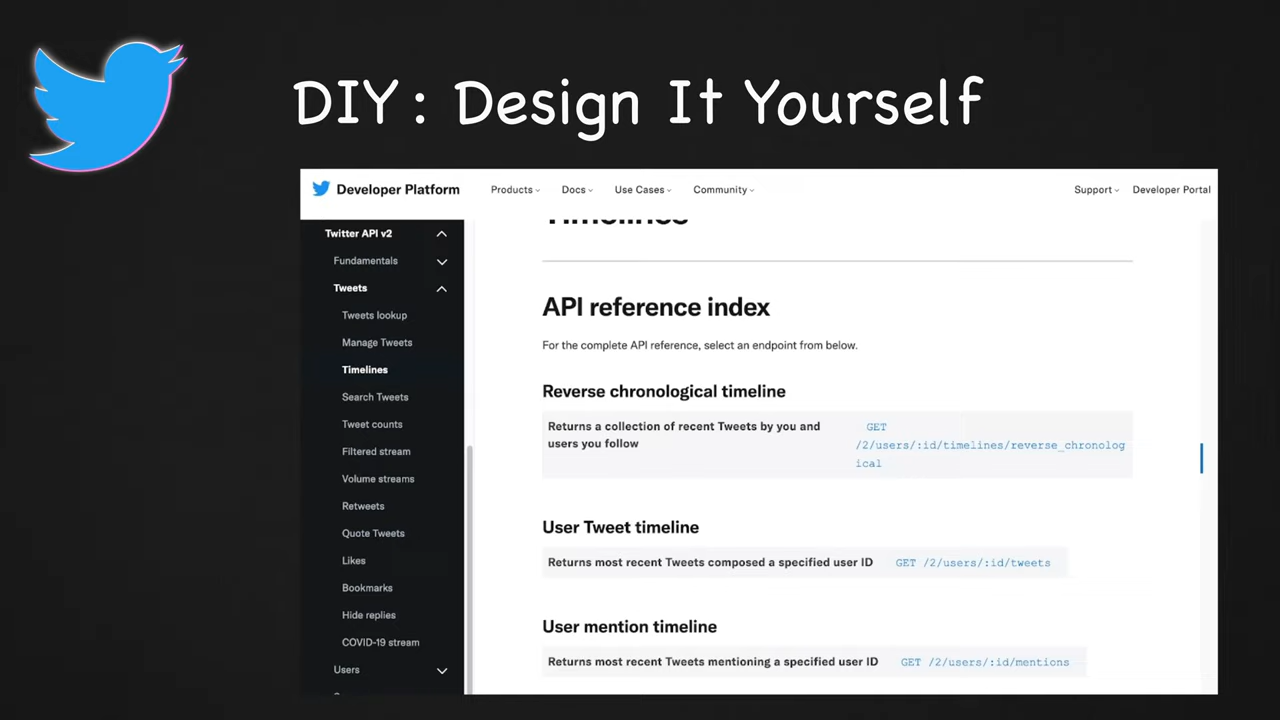 DIY: Design It Yourself
Developer Platform
Products
Docs
Use Cases
Community
Support
Developer Portal
Twitter API v2
Fundamentals
Tweets
Tweets lookup
Manage Tweets
Timelines
Search Tweets
Tweet counts
Filtered stream
Volume streams
Retweets
Quote Tweets
Likes
Bookmarks
Hide replies
COVID-19 stream
Users
Timelines
API reference index
For the complete API reference, select an endpoint from below.
Reverse chronological timeline
Returns a collection of recent Tweets by you and
users you follow
GET
/2/users/:id/timelines/reverse_chronolog
ical
User Tweet timeline
Returns most recent Tweets composed a specified user ID
GET /2/users/:id/tweets
User mention timeline
Returns most recent Tweets mentioning a specified user ID
GET /2/users/:id/mentions